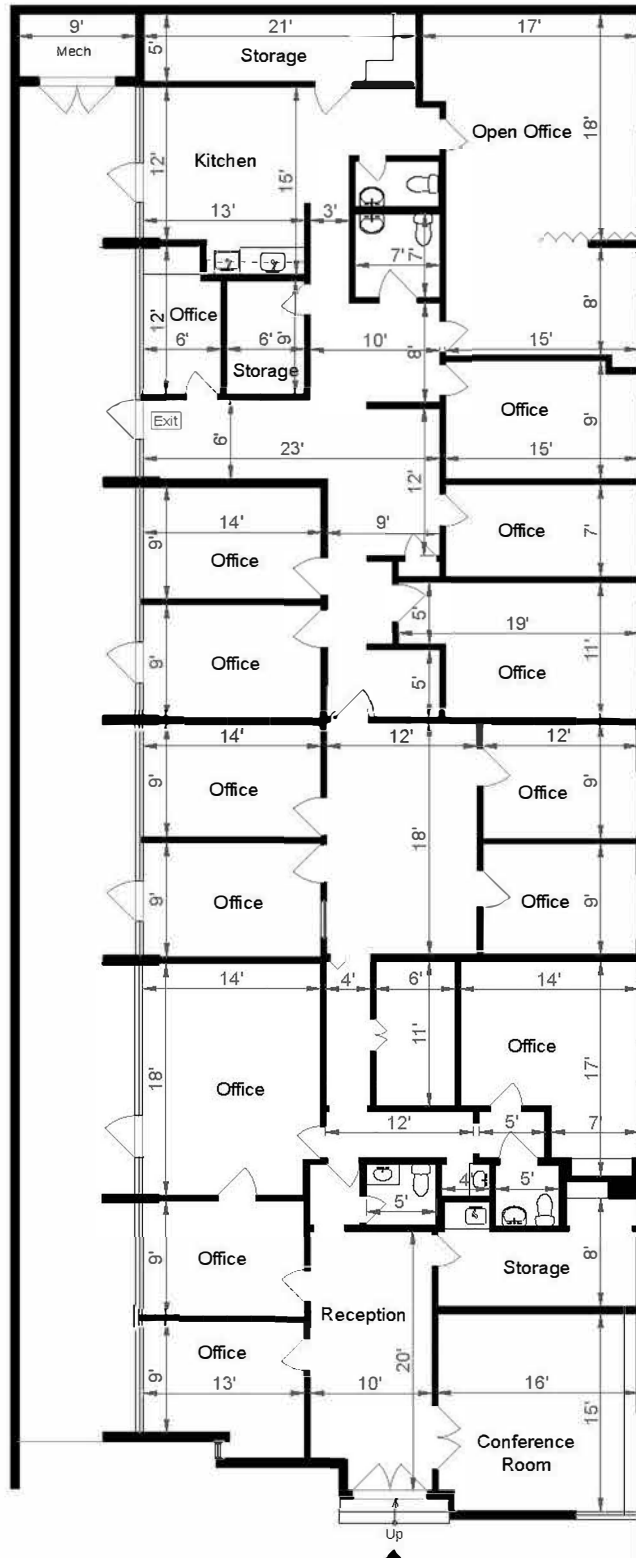 9' 21' 17'
Mech
5'
Storage
18'
Open Office
12'
Kitchen
15'
13' 3'
7' 7'
8'
12'
Office
6' 6'
9'
Storage
10'
8'
15'
Office
9'
Exit
6'
23'
15'
12'
14' 9'
9'
Office
Office
7'
5'
19'
9'
Office
5'
Office
11'
14' 12' 12'
9'
Office
Office
9'
18'
9'
Office
Office
9'
14' 4' 6' 14'
11'
Office
17'
18'
Office
12' 5' 7'
5' 4' 5'
9'
Office
Storage
8'
Reception
Office
20'
9'
13' 10' 16'
15'
Conference
Room
Up